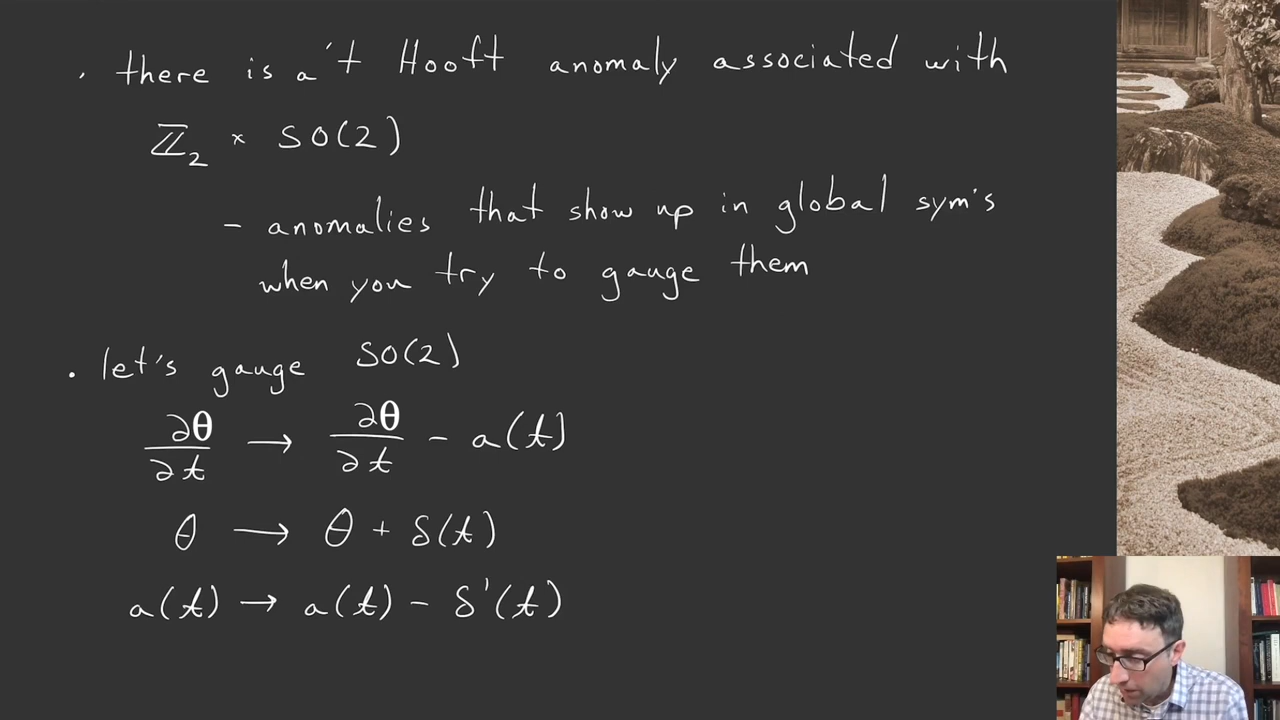 · there is a 't Hooft anomaly associated with
ℤ₂ × SO(2)
- anomalies that show up in global sym's
when you try to gauge them
· let's gauge SO(2)
∂θ/∂t → ∂θ/∂t - a(t)
θ → θ + δ(t)
a(t) → a(t) - δ'(t)